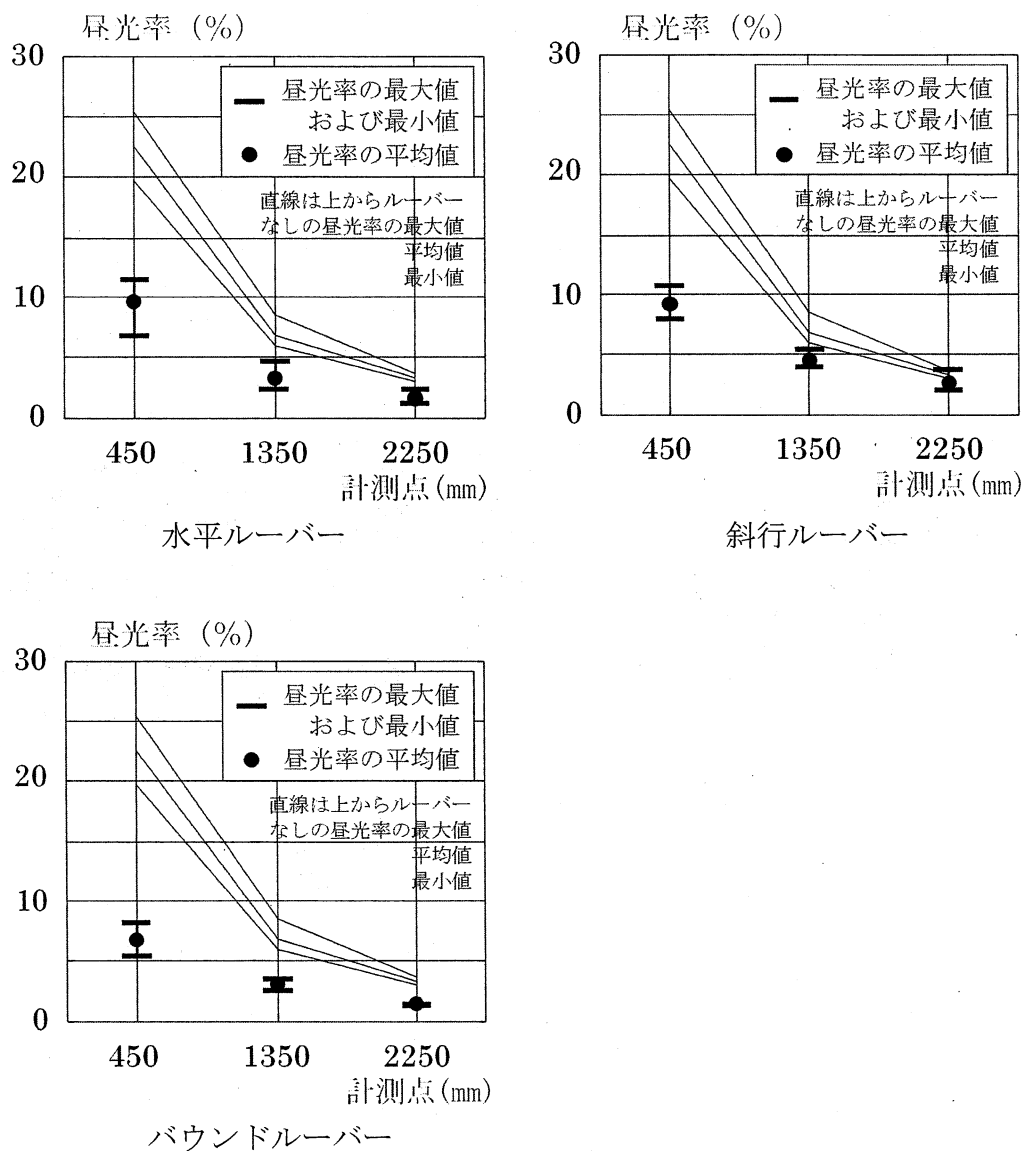 昼光率 (%)
30
20
10
0
昼光率の最大値
および最小値
昼光率の平均値
直線は上からルーバー
なしの昼光率の最大値
平均値
最小値
450 1350 2250
計測点(mm)
水平ルーバー
昼光率 (%)
30
20
10
0
昼光率の最大値
および最小値
昼光率の平均値
直線は上からルーバー
なしの昼光率の最大値
平均値
最小値
450 1350 2250
計測点(mm)
斜行ルーバー
昼光率 (%)
30
20
10
0
昼光率の最大値
および最小値
昼光率の平均値
直線は上からルーバー
なしの昼光率の最大値
平均値
最小値
450 1350 2250
計測点(mm)
バウンドルーバー